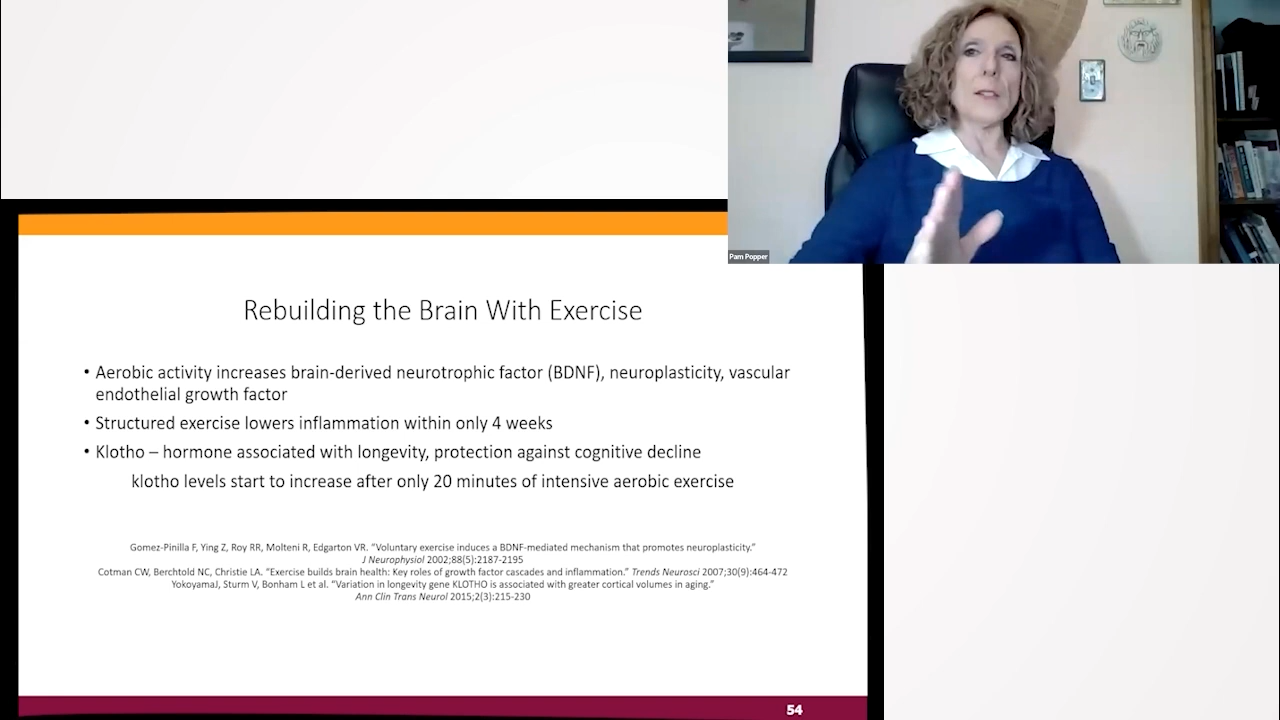 Pam Popper
Rebuilding the Brain With Exercise
• Aerobic activity increases brain-derived neurotrophic factor (BDNF), neuroplasticity, vascular
endothelial growth factor
• Structured exercise lowers inflammation within only 4 weeks
• Klotho – hormone associated with longevity, protection against cognitive decline
klotho levels start to increase after only 20 minutes of intensive aerobic exercise
Gomez-Pinilla F, Ying Z, Roy RR, Molteni R, Edgarton VR. “Voluntary exercise induces a BDNF-mediated mechanism that promotes neuroplasticity.”
J Neurophysiol 2002;88(5):2187-2195
Cotman CW, Berchtold NC, Christie LA. “Exercise builds brain health: Key roles of growth factor cascades and inflammation.” Trends Neurosci 2007;30(9):464-472
YokoyamaJ, Sturm V, Bonham L et al. “Variation in longevity gene KLOTHO is associated with greater cortical volumes in aging.”
Ann Clin Trans Neurol 2015;2(3):215-230
54